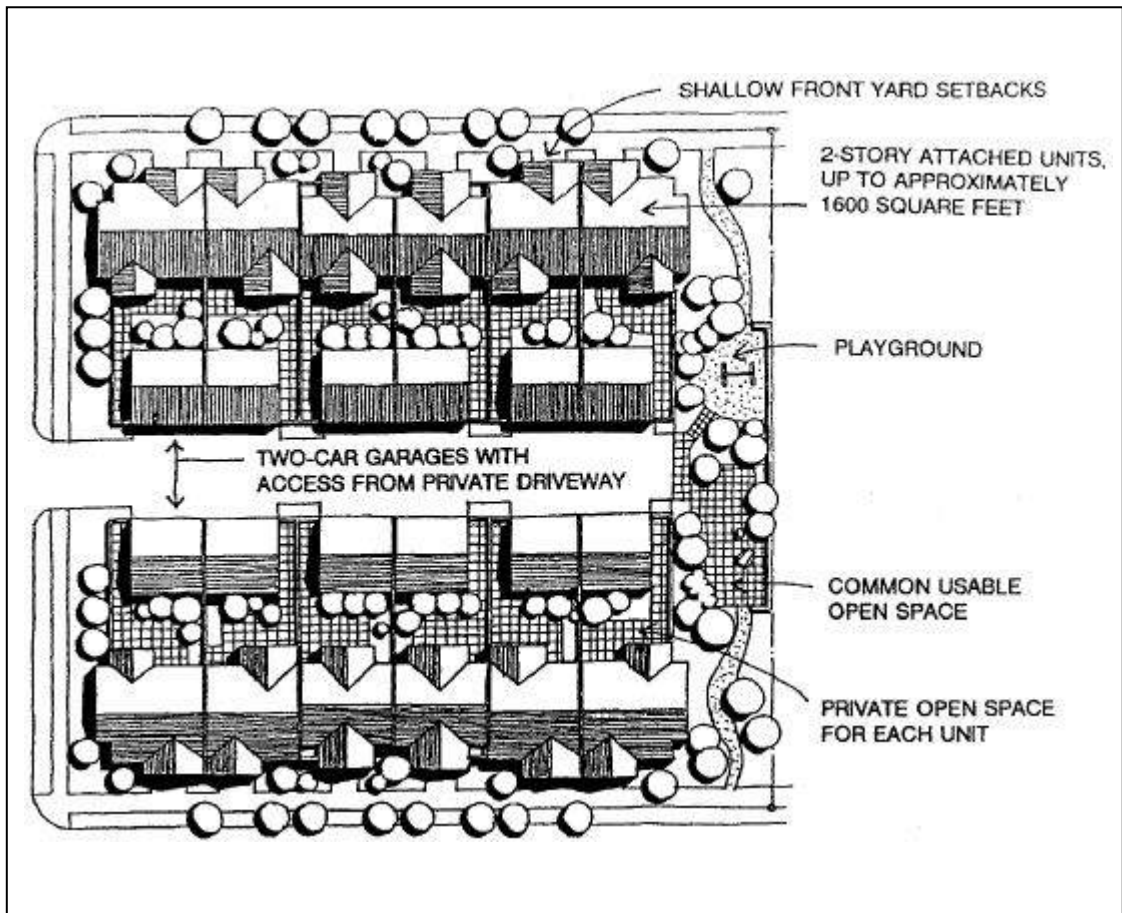 SHALLOW FRONT YARD SETBACKS
2-STORY ATTACHED UNITS,
UP TO APPROXIMATELY
1600 SQUARE FEET
PLAYGROUND
TWO-CAR GARAGES WITH
ACCESS FROM PRIVATE DRIVEWAY
COMMON USABLE
OPEN SPACE
PRIVATE OPEN SPACE
FOR EACH UNIT